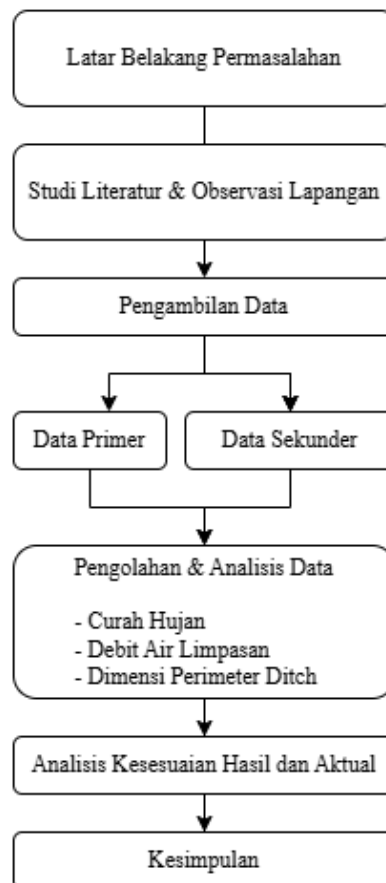 Latar Belakang Permasalahan
Studi Literatur & Observasi Lapangan
Pengambilan Data
Data Primer
Data Sekunder
Pengolahan & Analisis Data
- Curah Hujan
- Debit Air Limpasan
- Dimensi Perimeter Ditch
Analisis Kesesuaian Hasil dan Aktual
Kesimpulan